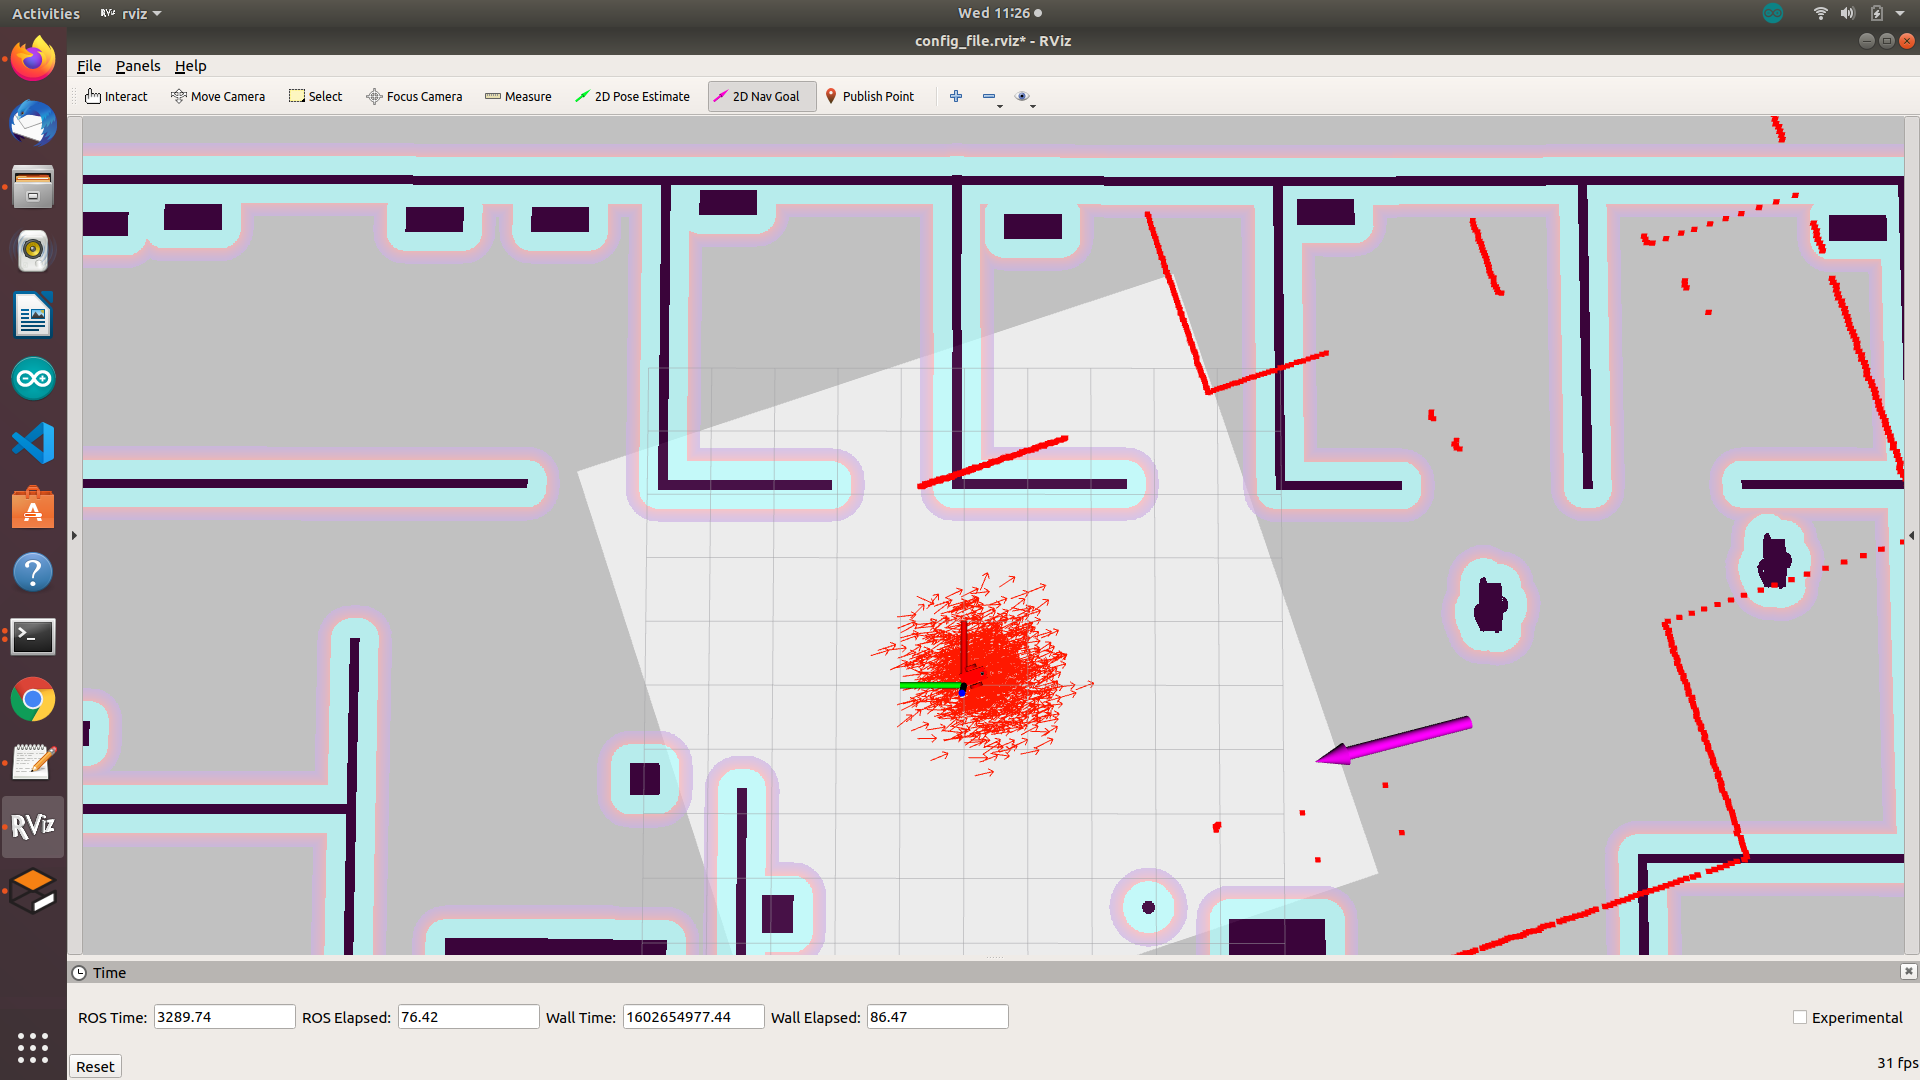 Activities RViz rviz Wed 11:26
config_file.rviz* - RViz
File Panels Help
Interact Move Camera Select Focus Camera Measure 2D Pose Estimate 2D Nav Goal Publish Point
RViz
Time
ROS Time: 3289.74 ROS Elapsed: 76.42 Wall Time: 1602654977.44 Wall Elapsed: 86.47 Experimental
Reset 31 fps